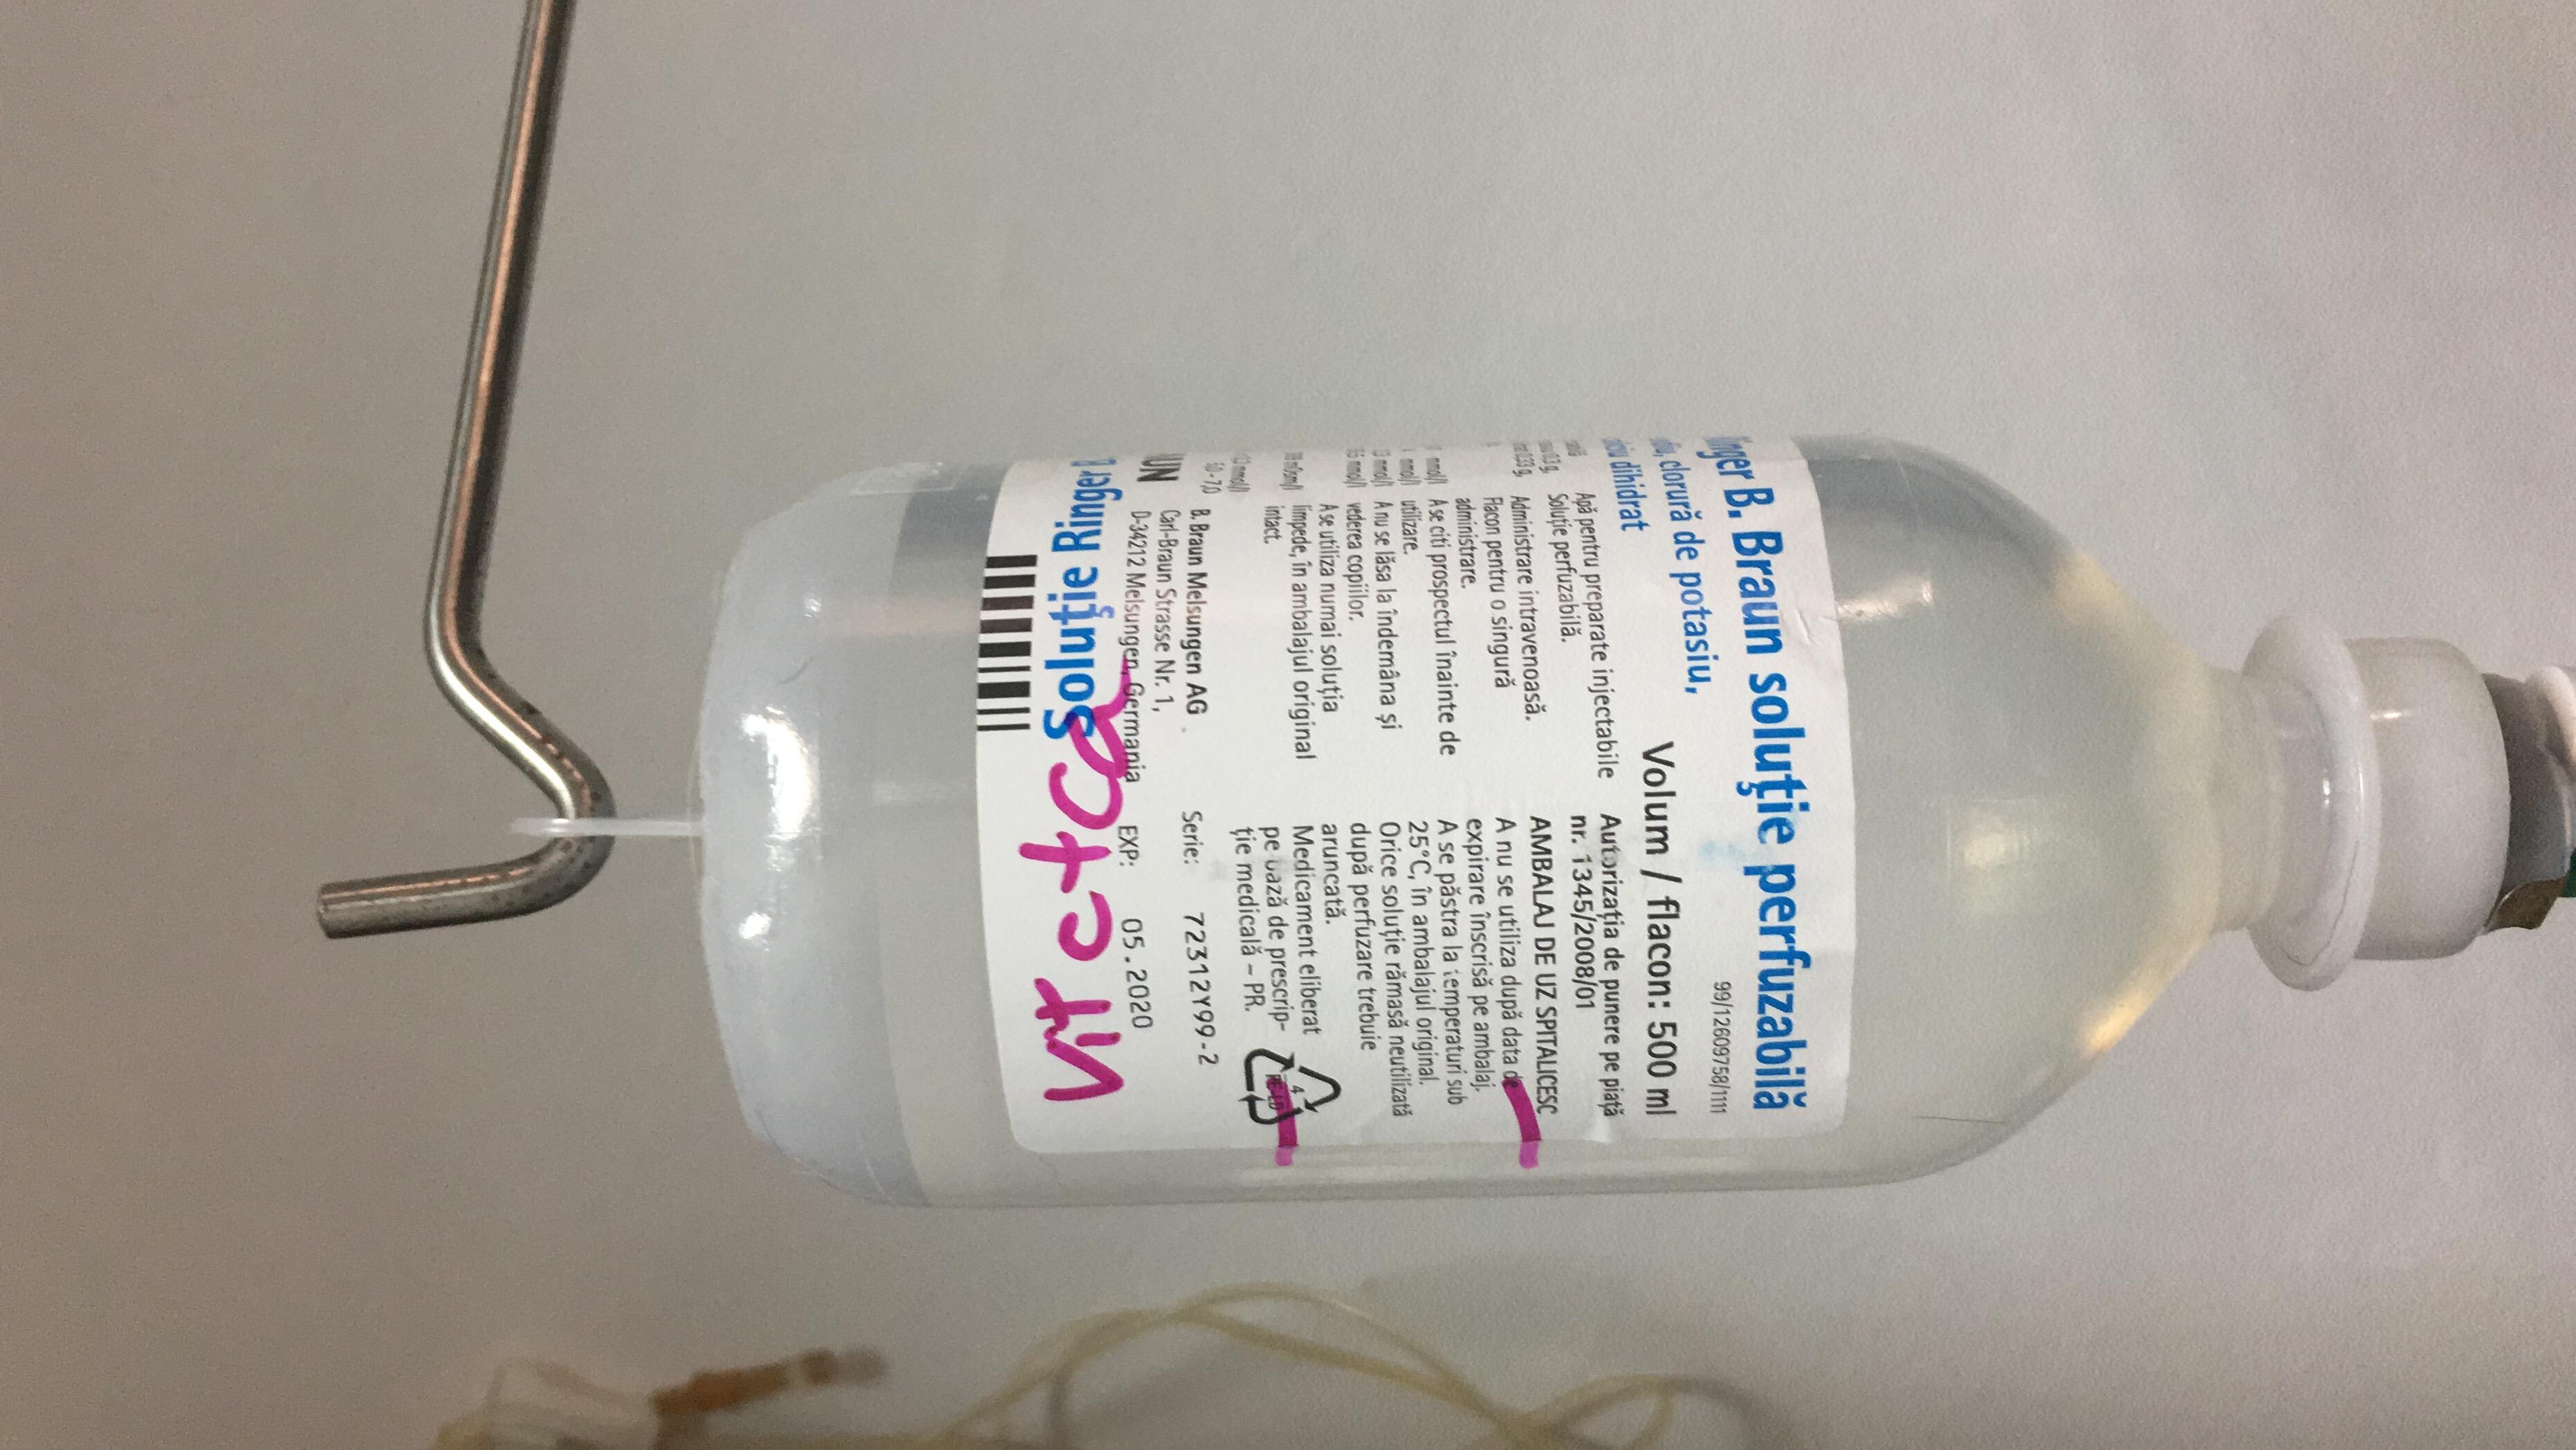 B. Braun soluţie perfuzabilă
clorură de potasiu,
dihidrat
99/12609758/1111
Volum / flacon: 500 ml
Apă pentru preparate injectabile
Soluţie perfuzabilă.
Administrare intravenoasă.
Flacon pentru o singură
administrare.
A se citi prospectul înainte de
utilizare.
A nu se lăsa la îndemâna şi
vederea copiilor.
A se utiliza numai soluţia
limpede, în ambalajul original
intact.
B. Braun Melsungen AG
Carl-Braun Strasse Nr. 1,
D-34212 Melsungen, Germania
Autorizaţia de punere pe piaţă
nr. 1345/2008/01
AMBALAJ DE UZ SPITALICESC
A nu se utiliza după data de
expirare înscrisă pe ambalaj.
A se păstra la temperaturi sub
25°C, în ambalajul original.
Orice soluţie rămasă neutilizată
după perfuzare trebuie
aruncată.
Medicament eliberat
pe bază de prescrip-
ţie medicală – PR.
4
PE-LD
Serie: 72312Y99-2
EXP: 05.2020
Soluţie Ringer